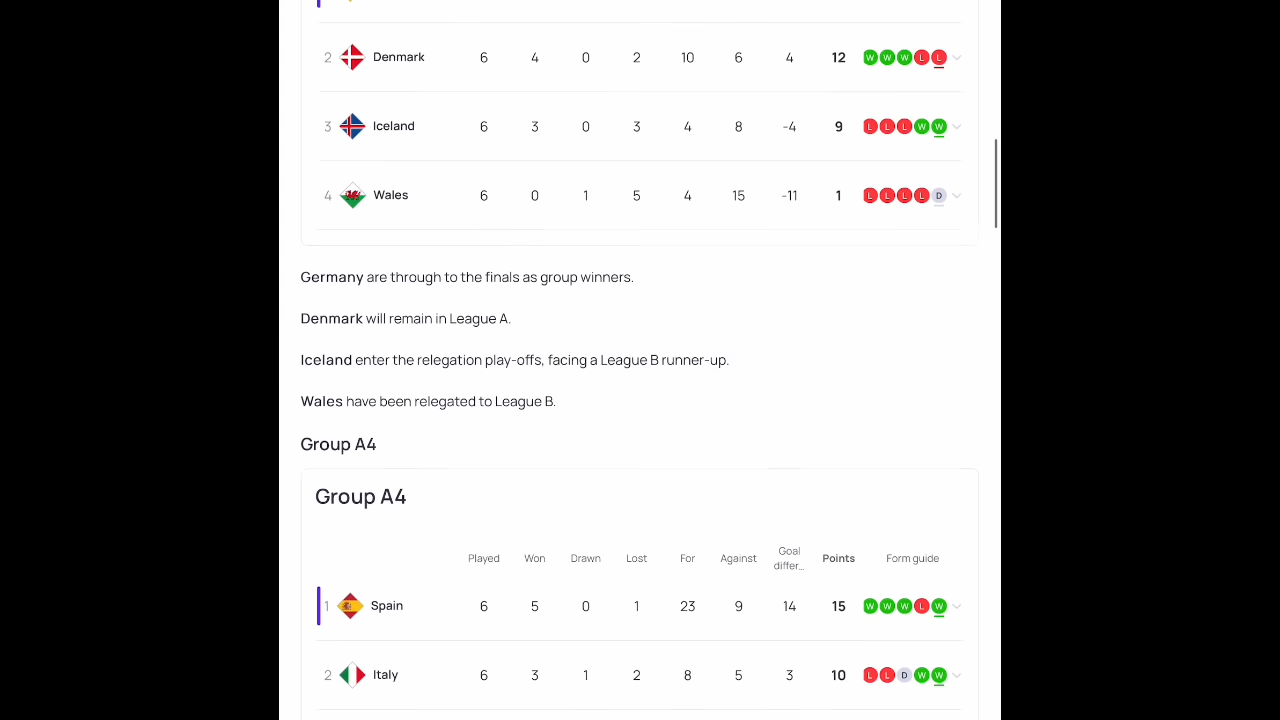 2 Denmark 6 4 0 2 10 6 4 12 W W W L L
3 Iceland 6 3 0 3 4 8 -4 9 L L L W W
4 Wales 6 0 1 5 4 15 -11 1 L L L L D
Germany are through to the finals as group winners.
Denmark will remain in League A.
Iceland enter the relegation play-offs, facing a League B runner-up.
Wales have been relegated to League B.
Group A4
Group A4
Played Won Drawn Lost For Against Goal differ... Points Form guide
1 Spain 6 5 0 1 23 9 14 15 W W W L W
2 Italy 6 3 1 2 8 5 3 10 L L D W W